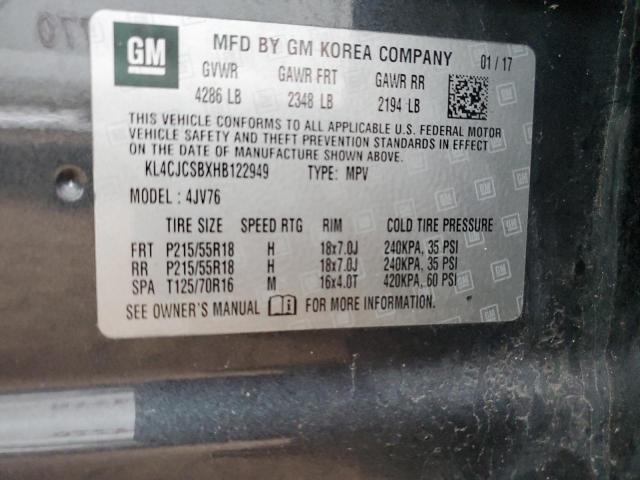 GM
MFD BY GM KOREA COMPANY 01/17
GVWR GAWR FRT GAWR RR
4286 LB 2348 LB 2194 LB
THIS VEHICLE CONFORMS TO ALL APPLICABLE U.S. FEDERAL MOTOR
VEHICLE SAFETY AND THEFT PREVENTION STANDARDS IN EFFECT
ON THE DATE OF MANUFACTURE SHOWN ABOVE.
KL4CJCSBXHB122949 TYPE: MPV
MODEL : 4JV76
TIRE SIZE SPEED RTG RIM COLD TIRE PRESSURE
FRT P215/55R18 H 18x7.0J 240KPA, 35 PSI
RR P215/55R18 H 18x7.0J 240KPA, 35 PSI
SPA T125/70R16 M 16x4.0T 420KPA, 60 PSI
SEE OWNER'S MANUAL FOR MORE INFORMATION.